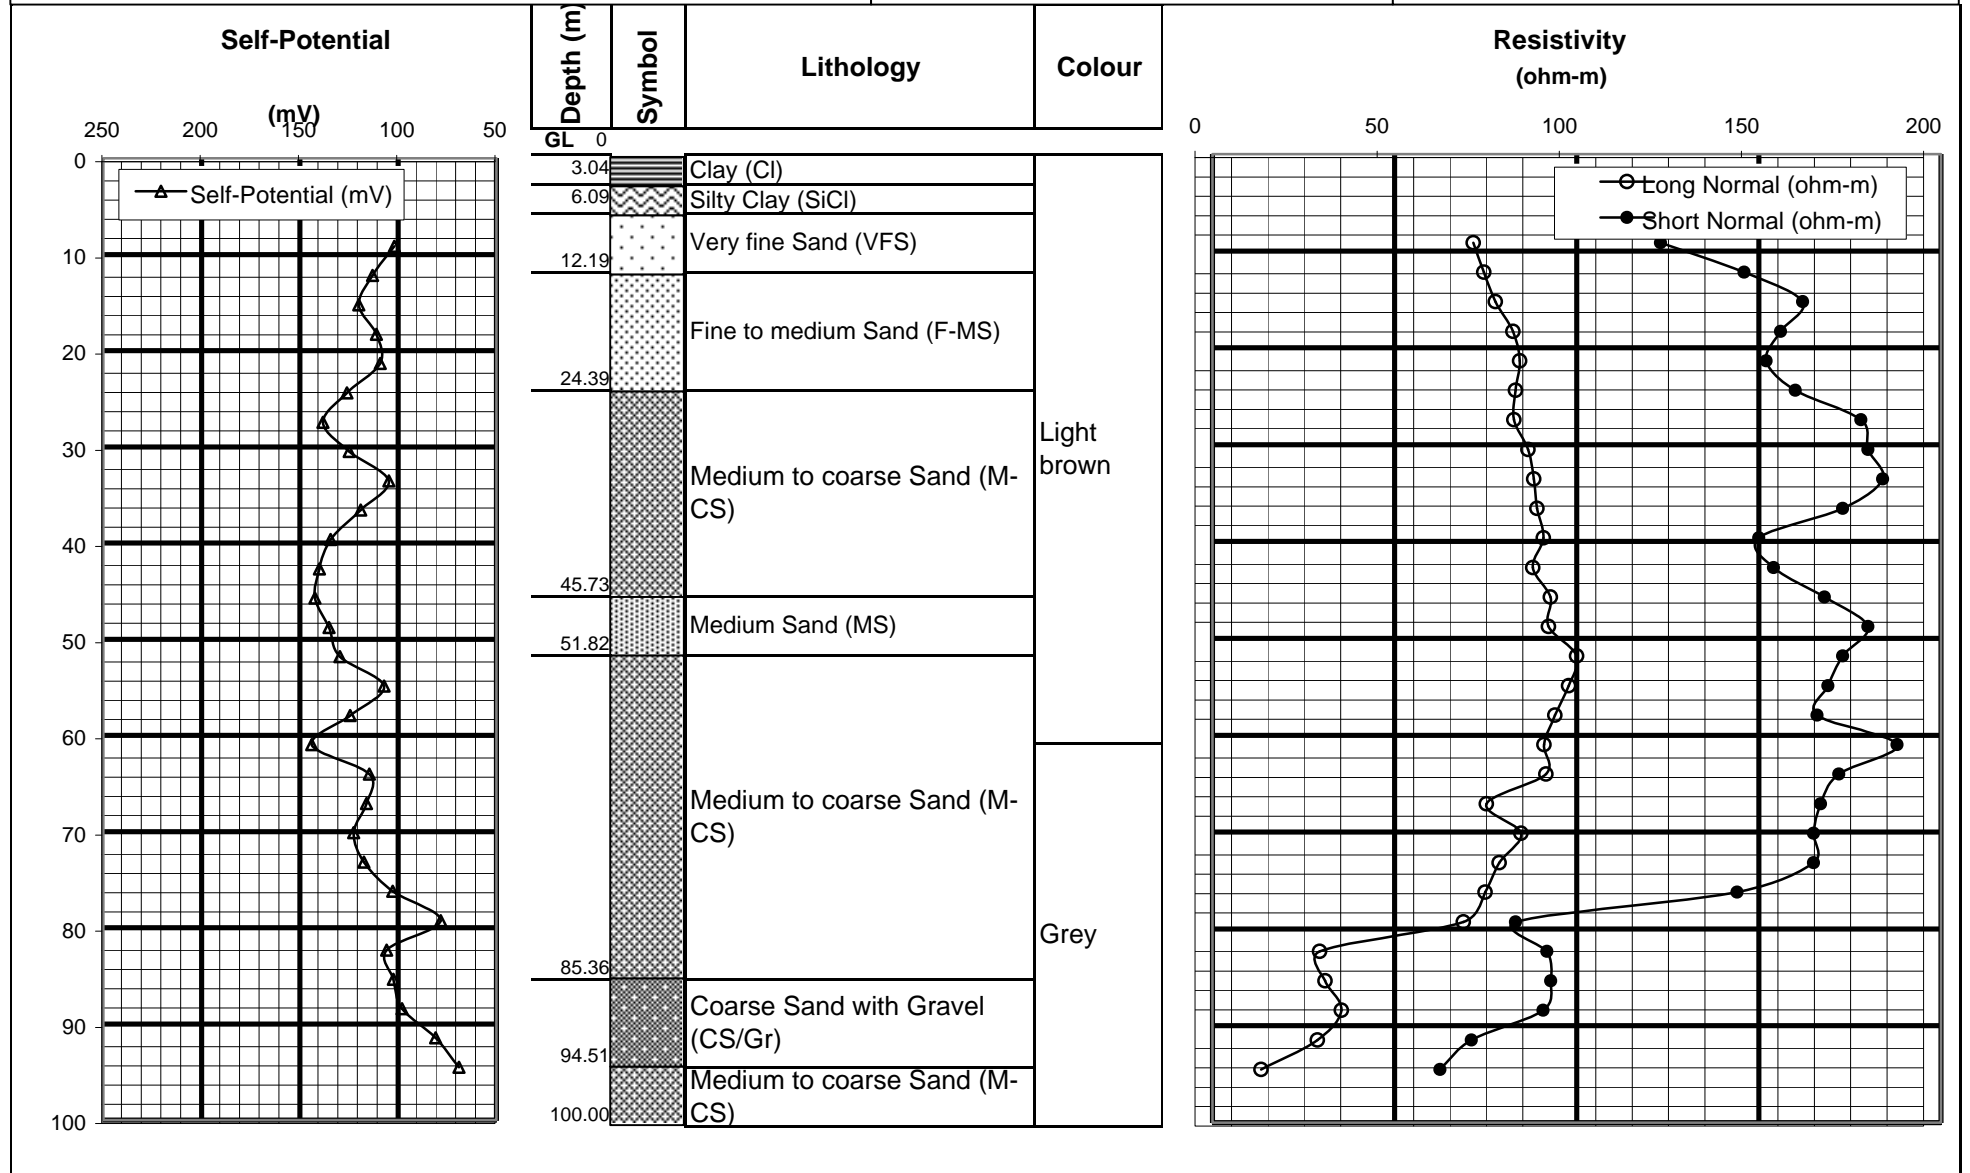 Self-Potential
(mV)
250 200 150 100 50
0
10
20
30
40
50
60
70
80
90
100
Self-Potential (mV)
Depth (m)
Symbol
Lithology
Colour
GL 0
3.04 Clay (Cl)
6.09 Silty Clay (SiCl)
Very fine Sand (VFS)
12.19
Fine to medium Sand (F-MS)
24.39
Medium to coarse Sand (M-
CS)
45.73
Medium Sand (MS)
51.82
Medium to coarse Sand (M-
CS)
85.36
Coarse Sand with Gravel
(CS/Gr)
94.51
Medium to coarse Sand (M-
CS)
100.00
Light
brown
Grey
Resistivity
(ohm-m)
0 50 100 150 200
Long Normal (ohm-m)
Short Normal (ohm-m)